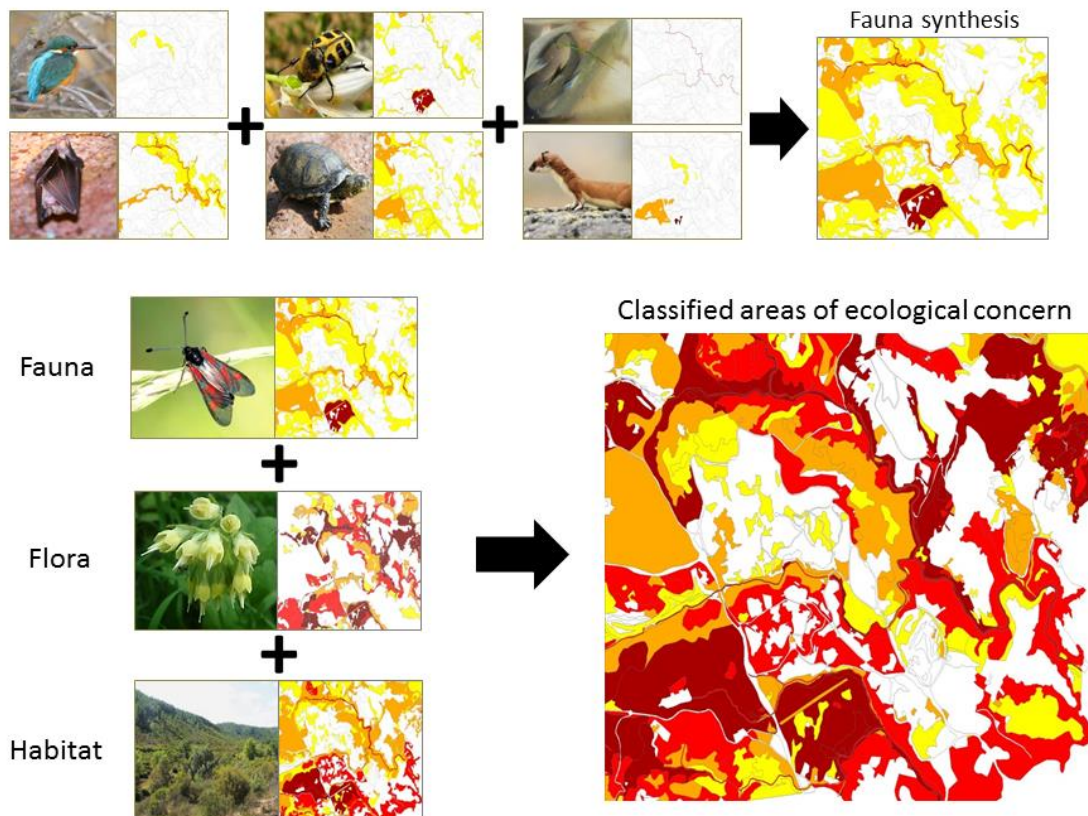 Fauna synthesis
Classified areas of ecological concern
Fauna
Flora
Habitat